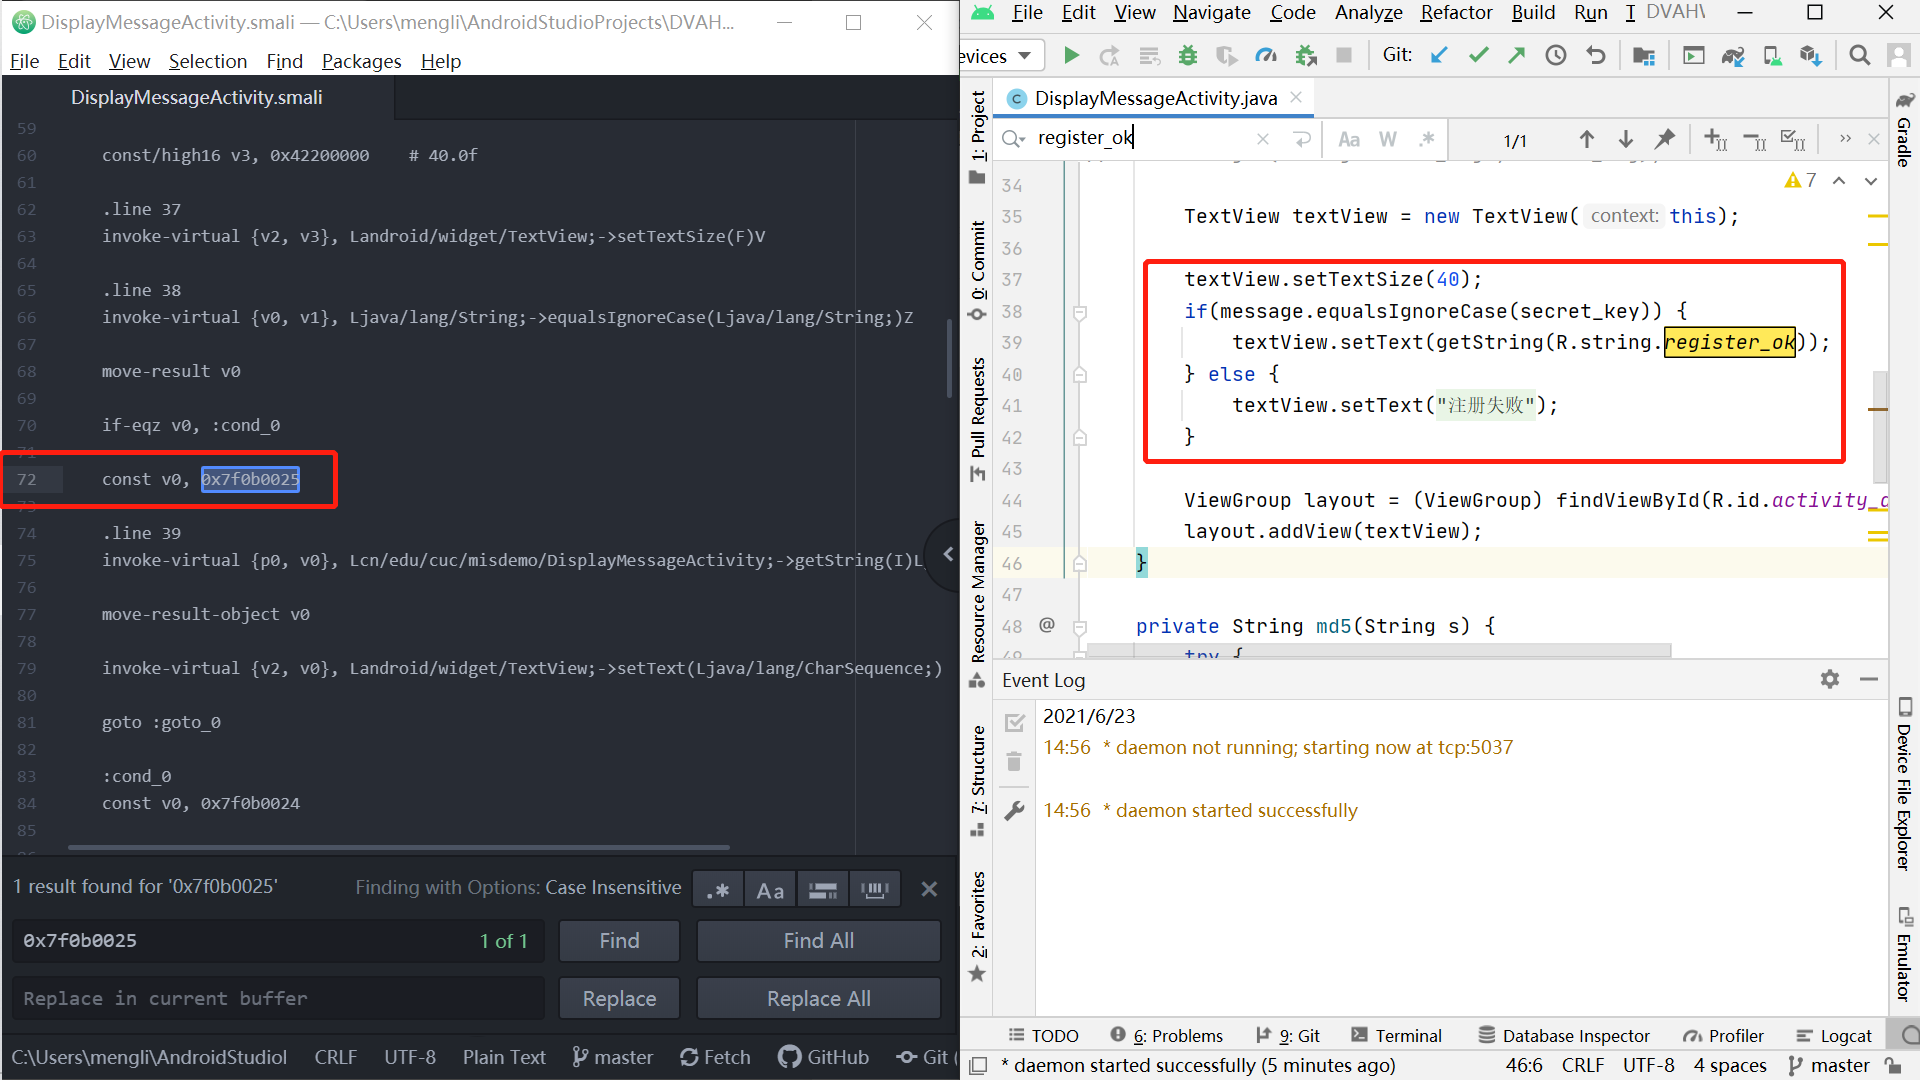 DisplayMessageActivity.smali — C:\Users\mengli\AndroidStudioProjects\DVAH...
File Edit View Selection Find Packages Help
DisplayMessageActivity.smali
59
60 const/high16 v3, 0x42200000 # 40.0f
61
62 .line 37
63 invoke-virtual {v2, v3}, Landroid/widget/TextView;->setTextSize(F)V
64
65 .line 38
66 invoke-virtual {v0, v1}, Ljava/lang/String;->equalsIgnoreCase(Ljava/lang/String;)Z
67
68 move-result v0
69
70 if-eqz v0, :cond_0
71
72 const v0, 0x7f0b0025
73
74 .line 39
75 invoke-virtual {p0, v0}, Lcn/edu/cuc/misdemo/DisplayMessageActivity;->getString(I)L
76
77 move-result-object v0
78
79 invoke-virtual {v2, v0}, Landroid/widget/TextView;->setText(Ljava/lang/CharSequence;)
80
81 goto :goto_0
82
83 :cond_0
84 const v0, 0x7f0b0024
85
1 result found for '0x7f0b0025' Finding with Options: Case Insensitive .* Aa
0x7f0b0025 1 of 1 Find Find All
Replace in current buffer Replace Replace All
C:\Users\mengli\AndroidStudioI CRLF UTF-8 Plain Text master Fetch GitHub Git (
File Edit View Navigate Code Analyze Refactor Build Run T DVAHV
evices Git:
DisplayMessageActivity.java
register_ok Aa W .* 1/1
34 7
35 TextView textView = new TextView( context: this);
36
37 textView.setTextSize(40);
38 if(message.equalsIgnoreCase(secret_key)) {
39 textView.setText(getString(R.string.register_ok));
40 } else {
41 textView.setText("注册失败");
42 }
43
44 ViewGroup layout = (ViewGroup) findViewById(R.id.activity_d
45 layout.addView(textView);
46 }
47
48 @ private String md5(String s) {
49 try {
1: Project
0: Commit
Pull Requests
Resource Manager
7: Structure
2: Favorites
Gradle
Device File Explorer
Emulator
Event Log
2021/6/23
14:56 * daemon not running; starting now at tcp:5037
14:56 * daemon started successfully
TODO 6: Problems 9: Git Terminal Database Inspector Profiler Logcat
* daemon started successfully (5 minutes ago) 46:6 CRLF UTF-8 4 spaces master